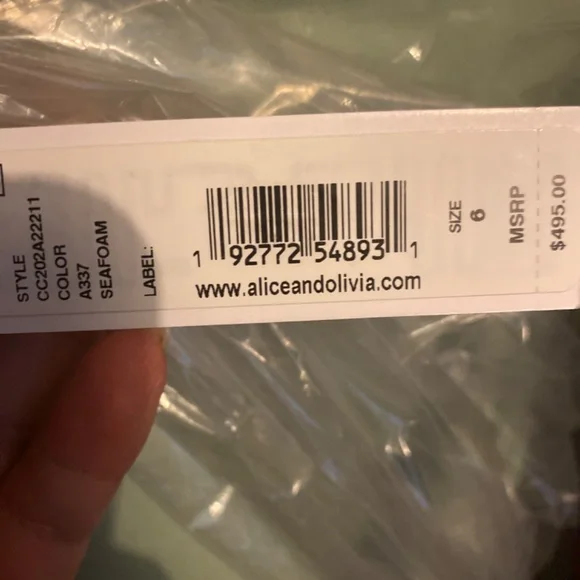 STYLE
CC202A22211
COLOR
A337
SEAFOAM
LABEL:
1 92772 54893 1
www.aliceandolivia.com
SIZE
6
MSRP
$495.00